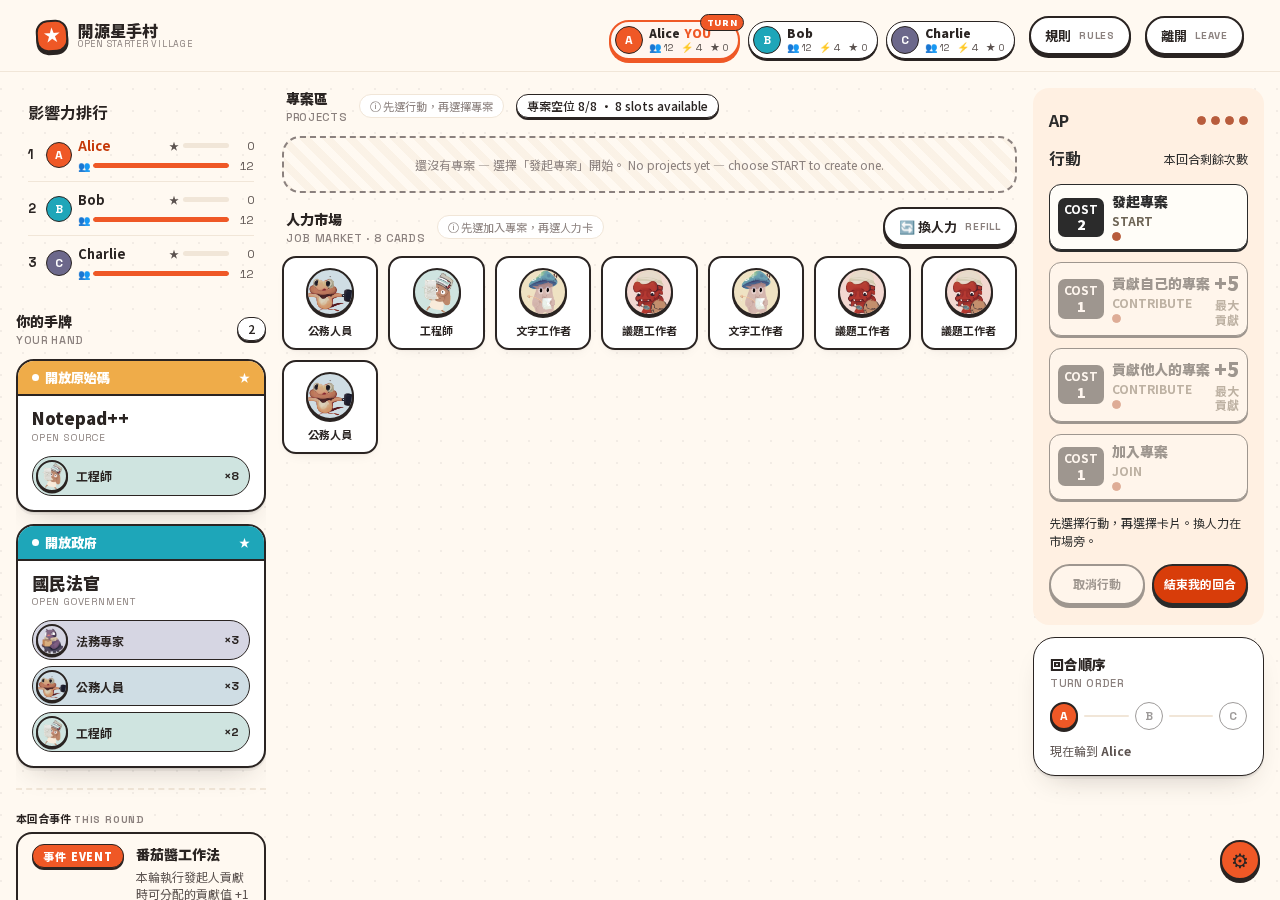 開源星手村
OPEN STARTER VILLAGE
TURN
A
Alice YOU
12 4 ★ 0
B
Bob
12 4 ★ 0
C
Charlie
12 4 ★ 0
規則 RULES
離開 LEAVE
影響力排行
1 A Alice ★ 0
12
2 B Bob ★ 0
12
3 C Charlie ★ 0
12
你的手牌
YOUR HAND
2
開放原始碼 ★
Notepad++
OPEN SOURCE
工程師 ×8
開放政府 ★
國民法官
OPEN GOVERNMENT
法務專家 ×3
公務人員 ×3
工程師 ×2
本回合事件 THIS ROUND
事件 EVENT
番茄醬工作法
本輪執行發起人貢獻
時可分配的貢獻值 +1
專案區
PROJECTS
ⓘ 先選行動，再選擇專案
專案空位 8/8 · 8 slots available
還沒有專案 — 選擇「發起專案」開始。 No projects yet — choose START to create one.
人力市場
JOB MARKET · 8 CARDS
ⓘ 先選加入專案，再選人力卡
換人力 REFILL
公務人員
工程師
文字工作者
議題工作者
文字工作者
議題工作者
議題工作者
公務人員
AP
行動
本回合剩餘次數
COST
2
發起專案
START
COST
1
貢獻自己的專案
CONTRIBUTE
+5
最大
貢獻
COST
1
貢獻他人的專案
CONTRIBUTE
+5
最大
貢獻
COST
1
加入專案
JOIN
先選擇行動，再選擇卡片。換人力在
市場旁。
取消行動
結束我的回合
回合順序
TURN ORDER
A B C
現在輪到 Alice